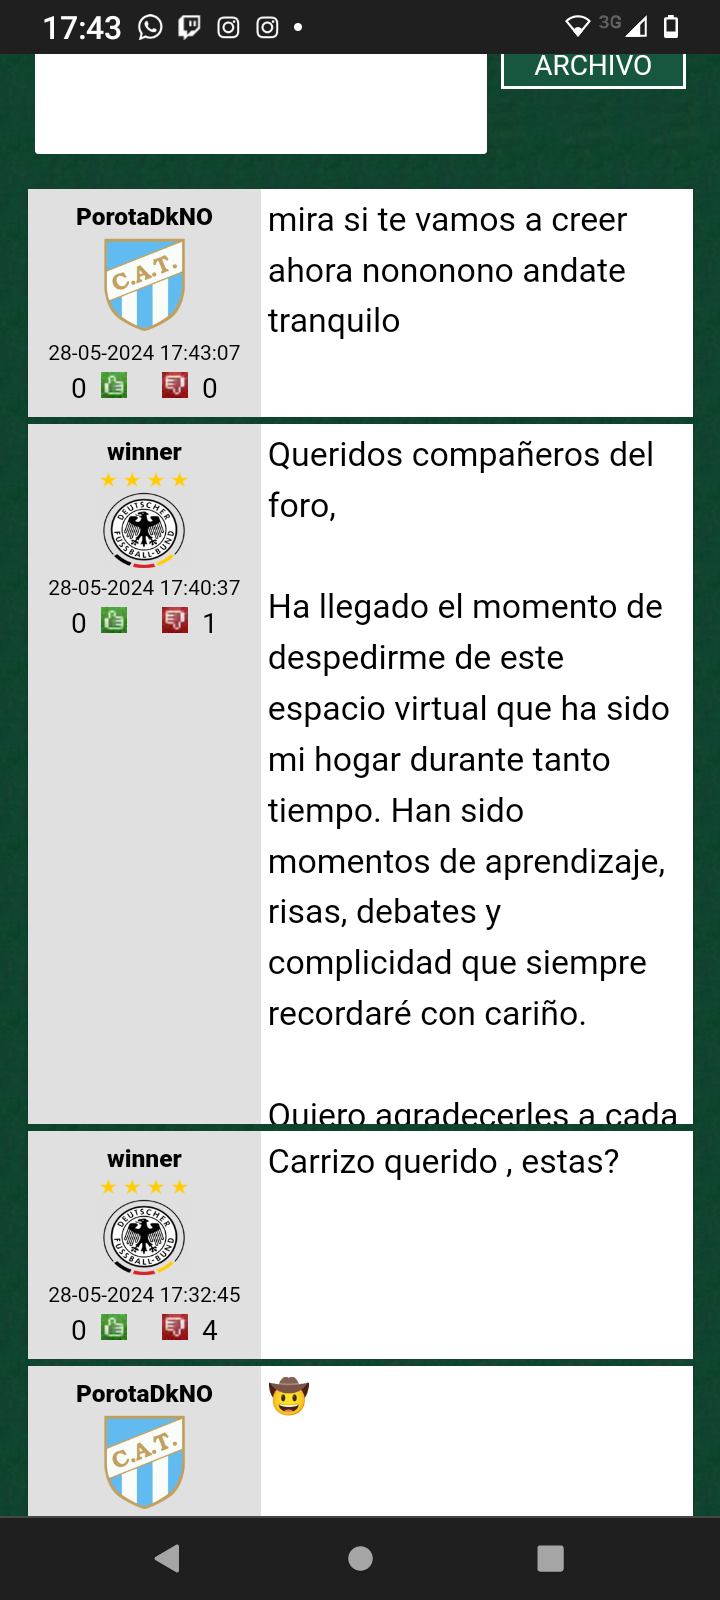 17:43
3G
ARCHIVO
PorotaDkNO
C.A.T.
28-05-2024 17:43:07
0 0
mira si te vamos a creer
ahora nononono andate
tranquilo
winner
DEUTSCHER
FUSSBALL-BUND
28-05-2024 17:40:37
0 1
Queridos compañeros del
foro,
Ha llegado el momento de
despedirme de este
espacio virtual que ha sido
mi hogar durante tanto
tiempo. Han sido
momentos de aprendizaje,
risas, debates y
complicidad que siempre
recordaré con cariño.
Quiero agradecerles a cada
winner
DEUTSCHER
FUSSBALL-BUND
28-05-2024 17:32:45
0 4
Carrizo querido , estas?
PorotaDkNO
C.A.T.
🤠